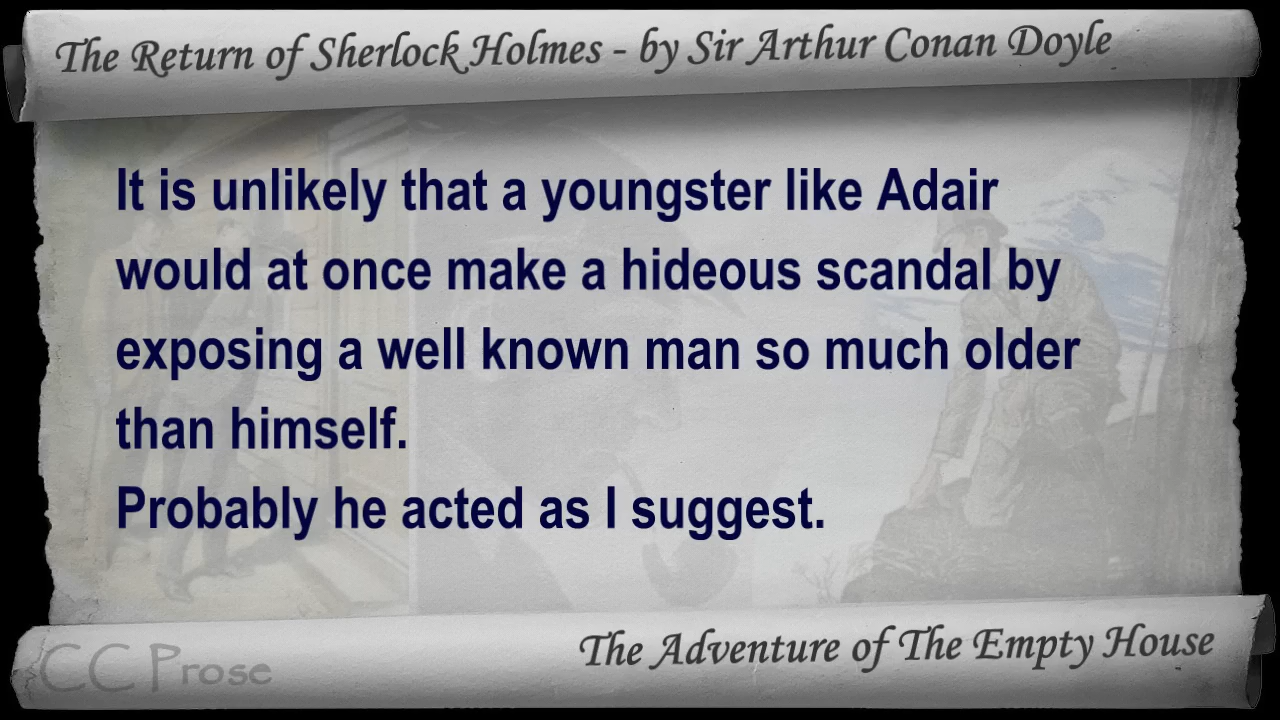 The Return of Sherlock Holmes - by Sir Arthur Conan Doyle
It is unlikely that a youngster like Adair
would at once make a hideous scandal by
exposing a well known man so much older
than himself.
Probably he acted as I suggest.
The Adventure of The Empty House
CC Prose